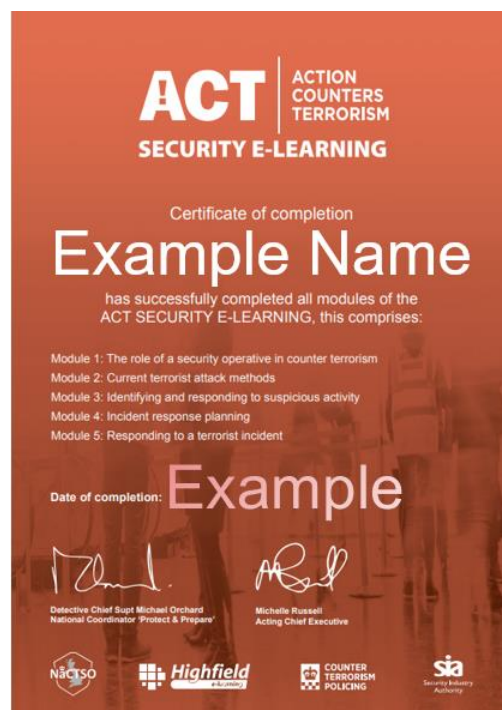 ACT
ACTION
COUNTERS
TERRORISM
SECURITY E-LEARNING
Certificate of completion
Example Name
has successfully completed all modules of the
ACT SECURITY E-LEARNING, this comprises:
Module 1: The role of a security operative in counter terrorism
Module 2: Current terrorist attack methods
Module 3: Identifying and responding to suspicious activity
Module 4: Incident response planning
Module 5: Responding to a terrorist incident
Date of completion: Example
Detective Chief Supt Michael Orchard
National Coordinator 'Protect & Prepare'
Michelle Russell
Acting Chief Executive
NaCTSO
Highfield
e-learning
COUNTER
TERRORISM
POLICING
sia
Security Industry
Authority